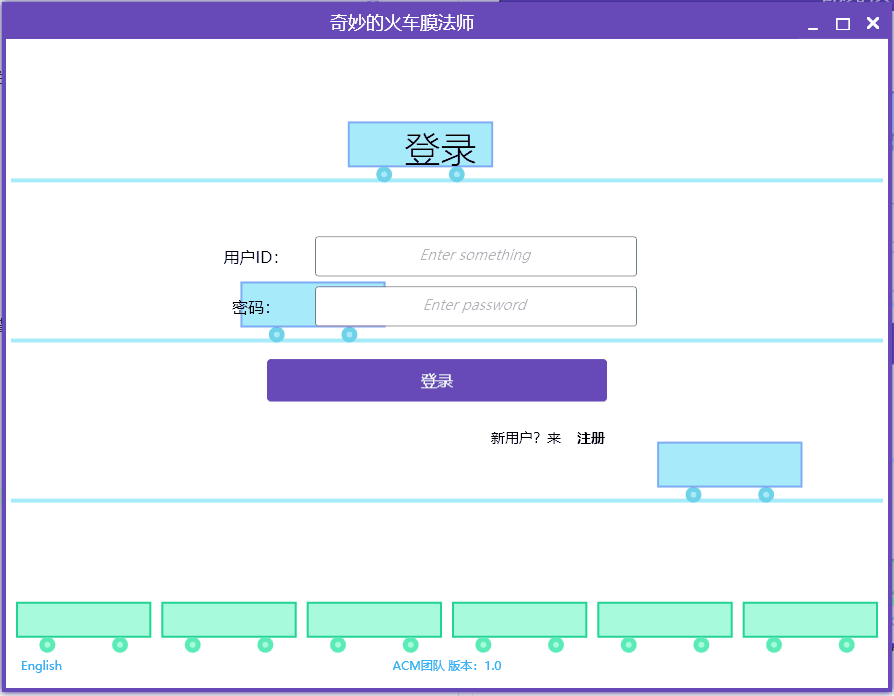 奇妙的火车膜法师
登录
用户ID：
Enter something
密码：
Enter password
登录
新用户？来 注册
English
ACM团队 版本：1.0